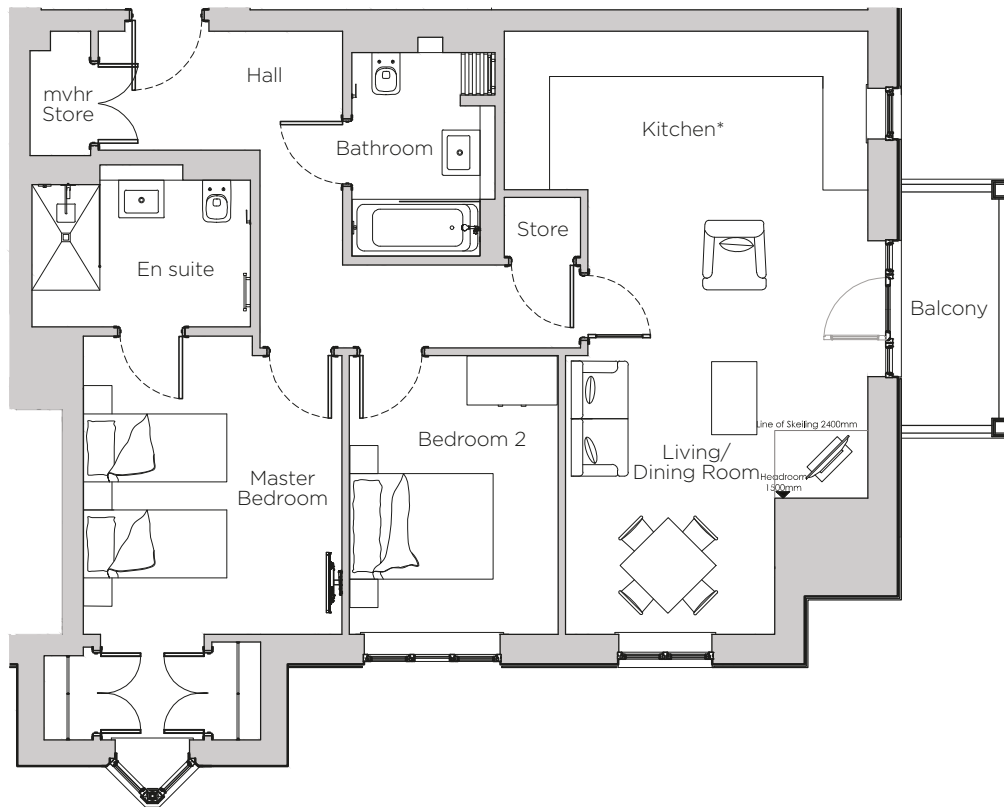 Hall
mvhr
Store
Kitchen*
Bathroom
Store
En suite
Balcony
Line of Skeiling 2400mm
Bedroom 2
Living/
Dining Room
Master
Bedroom
Headroom
1500mm